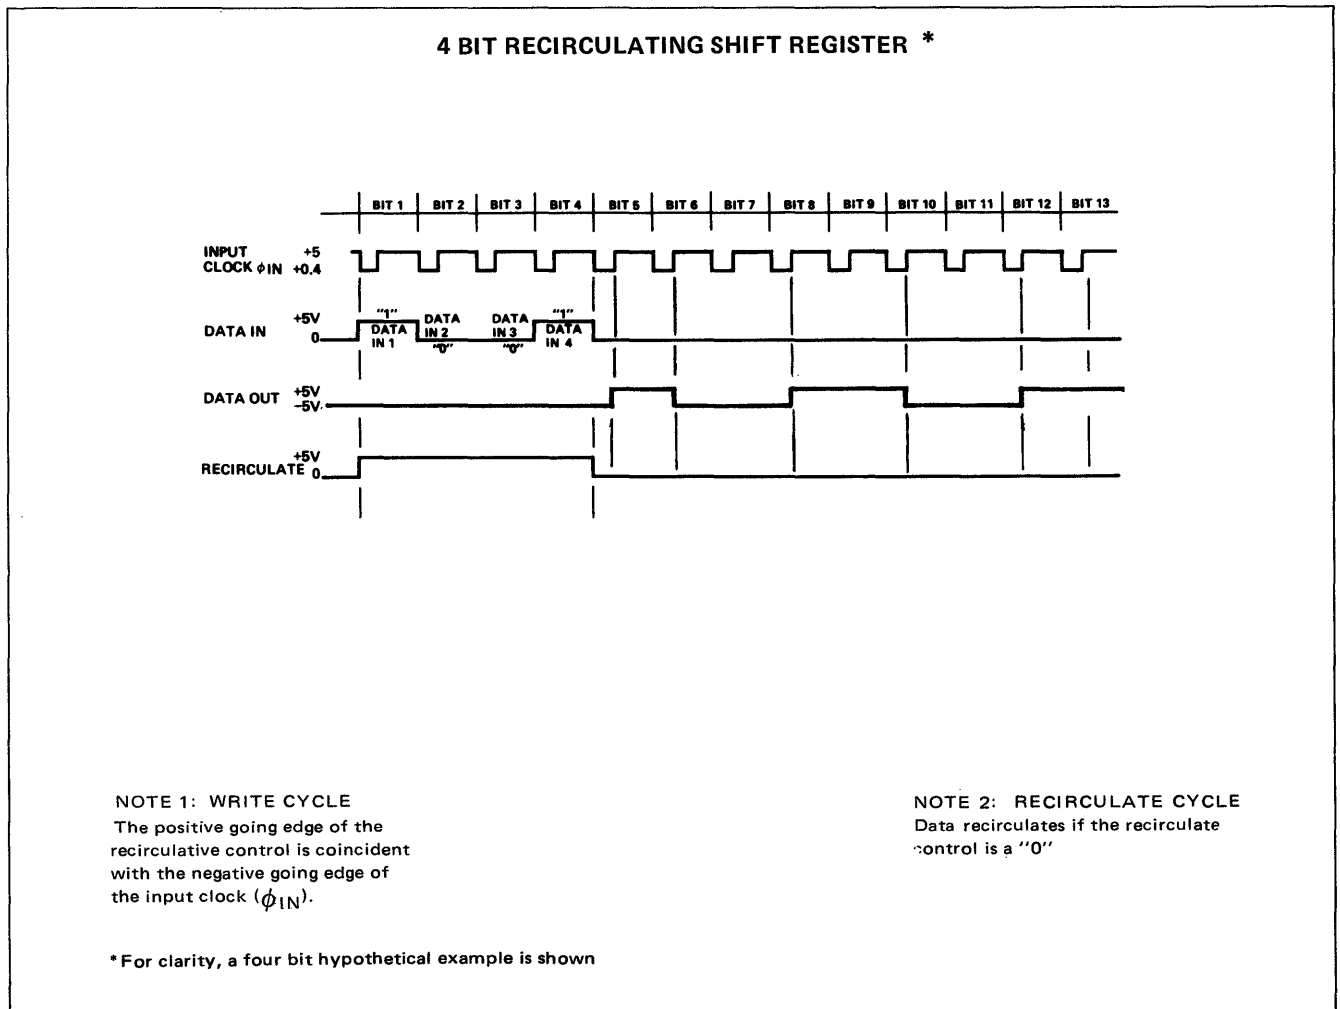 4 BIT RECIRCULATING SHIFT REGISTER *
BIT 1 BIT 2 BIT 3 BIT 4 BIT 5 BIT 6 BIT 7 BIT 8 BIT 9 BIT 10 BIT 11 BIT 12 BIT 13
INPUT +5
CLOCK ϕ IN +0.4
DATA IN +5V 0
"1" DATA IN 1
DATA IN 2 "0"
DATA IN 3 "0"
"1" DATA IN 4
DATA OUT +5V -5V
RECIRCULATE +5V 0
NOTE 1: WRITE CYCLE
The positive going edge of the
recirculative control is coincident
with the negative going edge of
the input clock (ϕIN).
NOTE 2: RECIRCULATE CYCLE
Data recirculates if the recirculate
control is a "0"
*For clarity, a four bit hypothetical example is shown